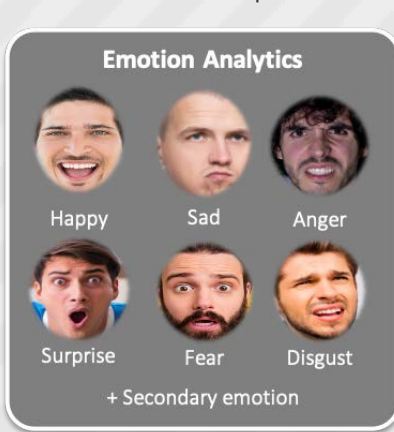 Emotion Analytics
Happy Sad Anger
Surprise Fear Disgust
+ Secondary emotion